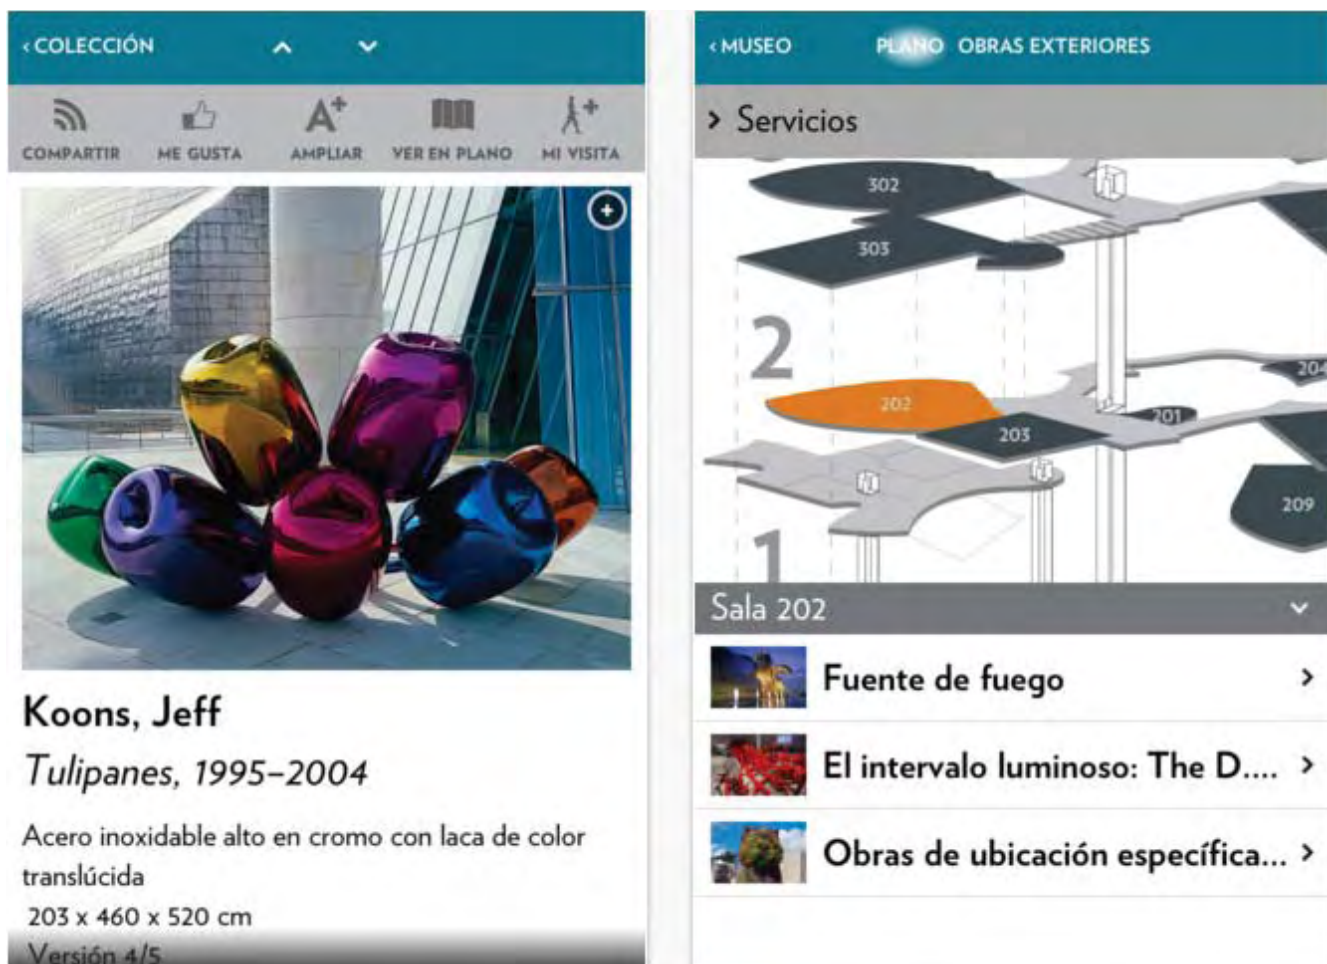 ‹ COLECCIÓN
COMPARTIR ME GUSTA AMPLIAR VER EN PLANO MI VISITA
Koons, Jeff
Tulipanes, 1995–2004
Acero inoxidable alto en cromo con laca de color
translúcida
203 x 460 x 520 cm
Versión 4/5
‹ MUSEO PLANO OBRAS EXTERIORES
› Servicios
302
303
2
202
203
201
204
209
1
Sala 202
Fuente de fuego
El intervalo luminoso: The D....
Obras de ubicación específica...